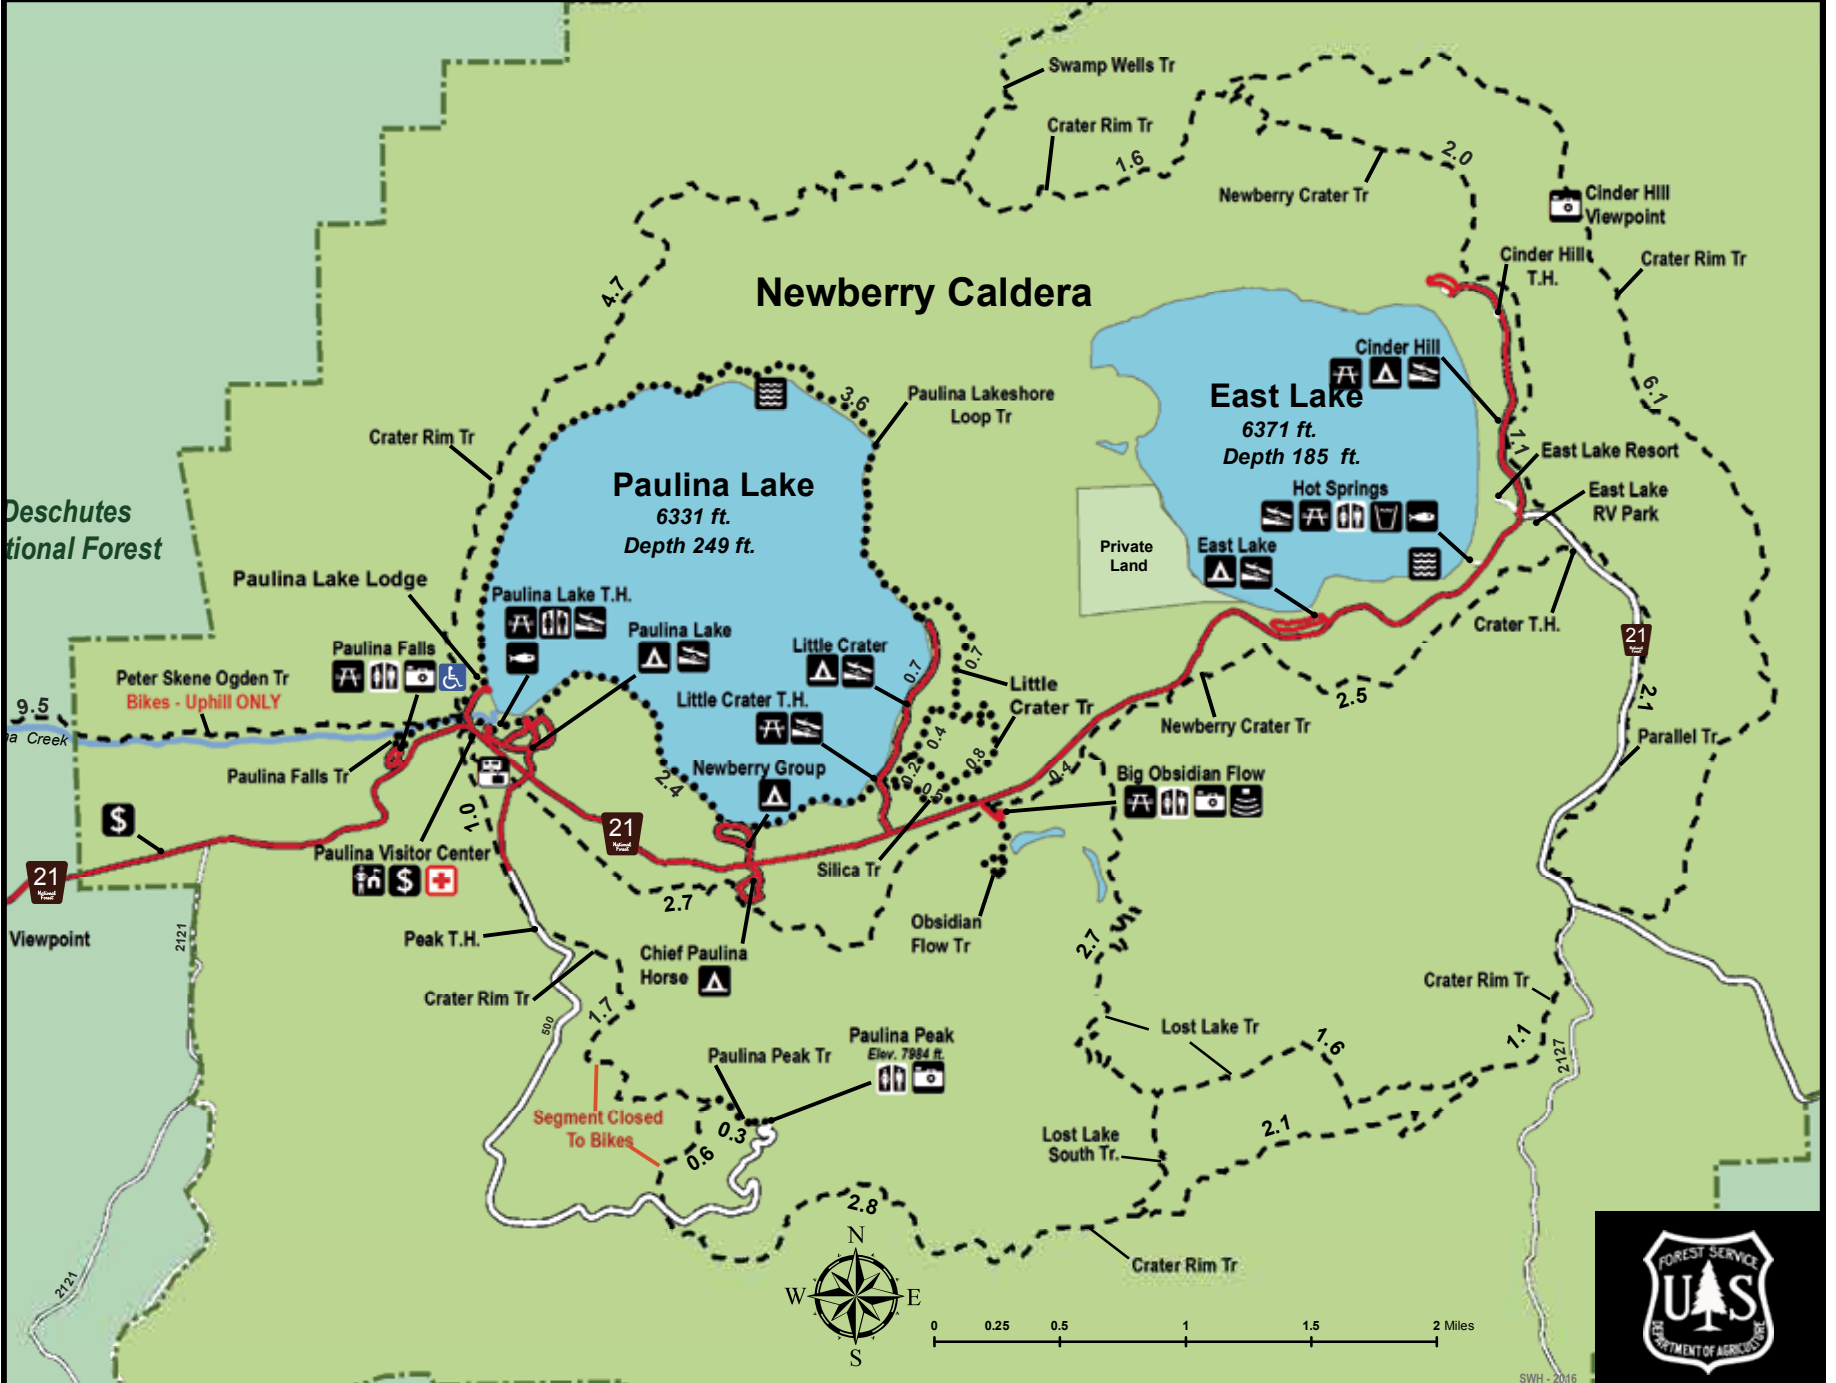 Swamp Wells Tr
Crater Rim Tr
1.6
2.0
Newberry Crater Tr
Cinder HIll
Viewpoint
Cinder Hill
T.H.
Crater Rim Tr
4.7
Newberry Caldera
Cinder Hill
3.6
Paulina Lakeshore
Loop Tr
East Lake
6371 ft.
Depth 185 ft.
6.1
1.1
Crater Rim Tr
East Lake Resort
Paulina Lake
6331 ft.
Depth 249 ft.
Hot Springs
East Lake
RV Park
Deschutes
tional Forest
Private
Land
East Lake
Paulina Lake Lodge
Paulina Lake T.H.
Crater T.H.
21
Paulina Lake
Paulina Falls
Little Crater
0.7
0.7
Peter Skene Ogden Tr
Bikes - Uphill ONLY
Little
Crater Tr
2.5
2.1
9.5
na Creek
Little Crater T.H.
Newberry Crater Tr
Parallel Tr
0.4
0.8
0.2
0.5
0.4
Paulina Falls Tr
2.4
Newberry Group
Big Obsidian Flow
$
1.0
21
National
Forest
Paulina Visitor Center
$
Silica Tr
21
National
Forest
2.7
Viewpoint
2121
Peak T.H.
Obsidian
Flow Tr
2.7
Chief Paulina
Horse
Crater Rim Tr
Crater Rim Tr
500
1.7
Lost Lake Tr
1.6
1.1
2127
Paulina Peak
Elev. 7984 ft.
Paulina Peak Tr
Segment Closed
To Bikes
0.3
0.6
Lost Lake
South Tr.
2.1
2.8
Crater Rim Tr
2121
N
W
E
S
0
0.25
0.5
1
1.5
2 Miles
FOREST SERVICE
U S
DEPARTMENT OF AGRICULTURE
SWH - 2016